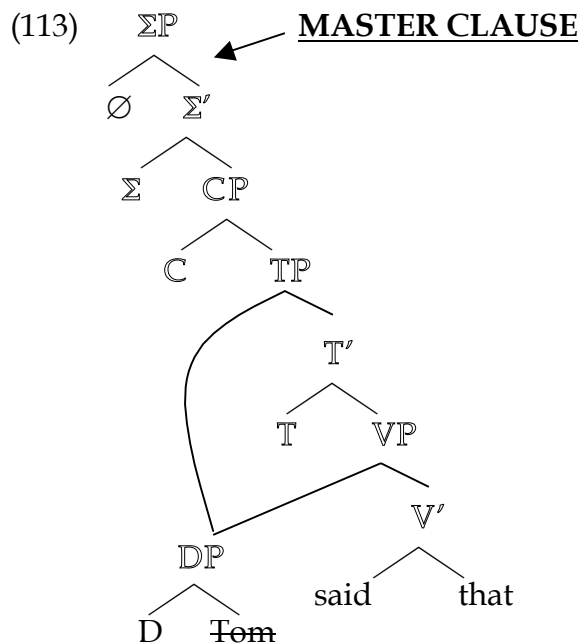 (113) ΣP MASTER CLAUSE
∅ Σ′
Σ CP
C TP
T′
T VP
V′
DP
said that
D Tom